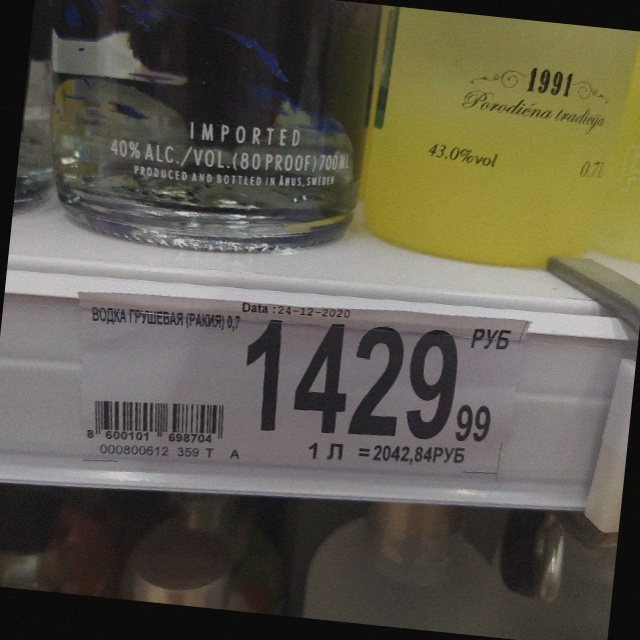 IMPORTED
40% ALC./VOL.(80 PROOF) 700ML
PRODUCED AND BOTTLED IN ÅHUS, SWEDEN
1991
Porodična tradicija
43.0%vol
0.7l
Data :24-12-2020
ВОДКА ГРУШЕВАЯ (РАКИЯ) 0,7
1429 99 РУБ
8 600101 698704
000800612 359 Т А
1 Л =2042,84РУБ